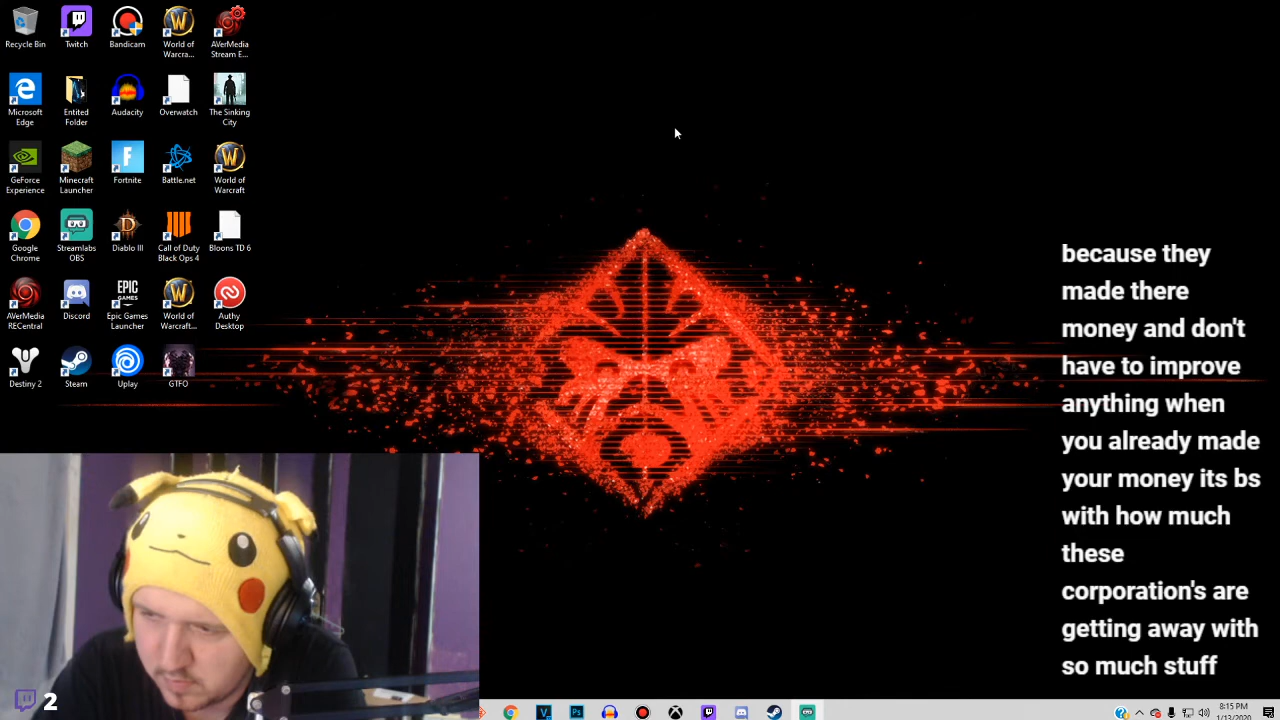 Recycle Bin
Twitch
Bandicam
World of Warcra...
AVerMedia Stream E...
Microsoft Edge
Entited Folder
Audacity
Overwatch
The Sinking City
GeForce Experience
Minecraft Launcher
Fortnite
Battle.net
World of Warcraft
Google Chrome
Streamlabs OBS
Diablo III
Call of Duty Black Ops 4
Bloons TD 6
AVerMedia RECentral
Discord
EPIC GAMES
Epic Games Launcher
World of Warcraft...
Authy Desktop
Destiny 2
Steam
Uplay
GTFO
because they
made there
money and don't
have to improve
anything when
you already made
your money its bs
with how much
these
corporation's are
getting away with
so much stuff
2
8:15 PM
1/13/2020